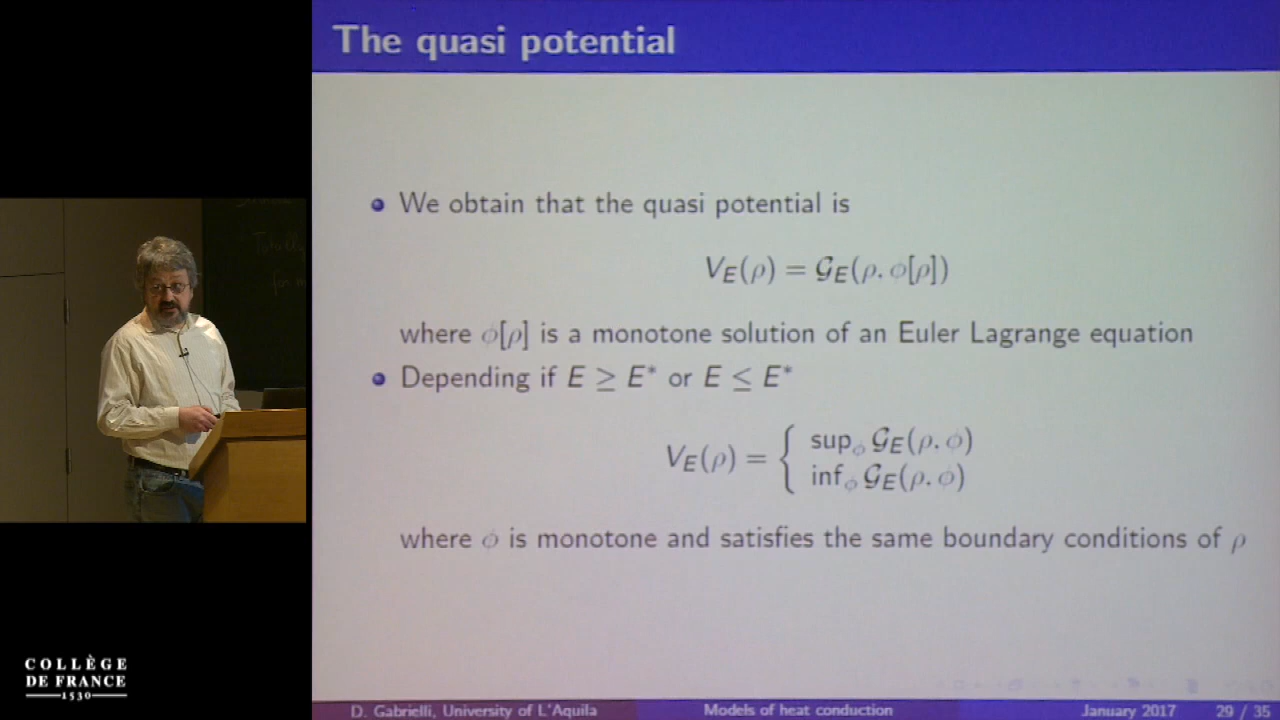 The quasi potential
We obtain that the quasi potential is
V_E(ρ) = 𝒢_E(ρ, ϕ[ρ])
where ϕ[ρ] is a monotone solution of an Euler Lagrange equation
Depending if E ≥ E* or E ≤ E*
V_E(ρ) = { sup_ϕ 𝒢_E(ρ, ϕ)
inf_ϕ 𝒢_E(ρ, ϕ)
where ϕ is monotone and satisfies the same boundary conditions of ρ
D. Gabrielli, University of L'Aquila Models of heat conduction January 2017 29 / 35
COLLÈGE
DE FRANCE
1530